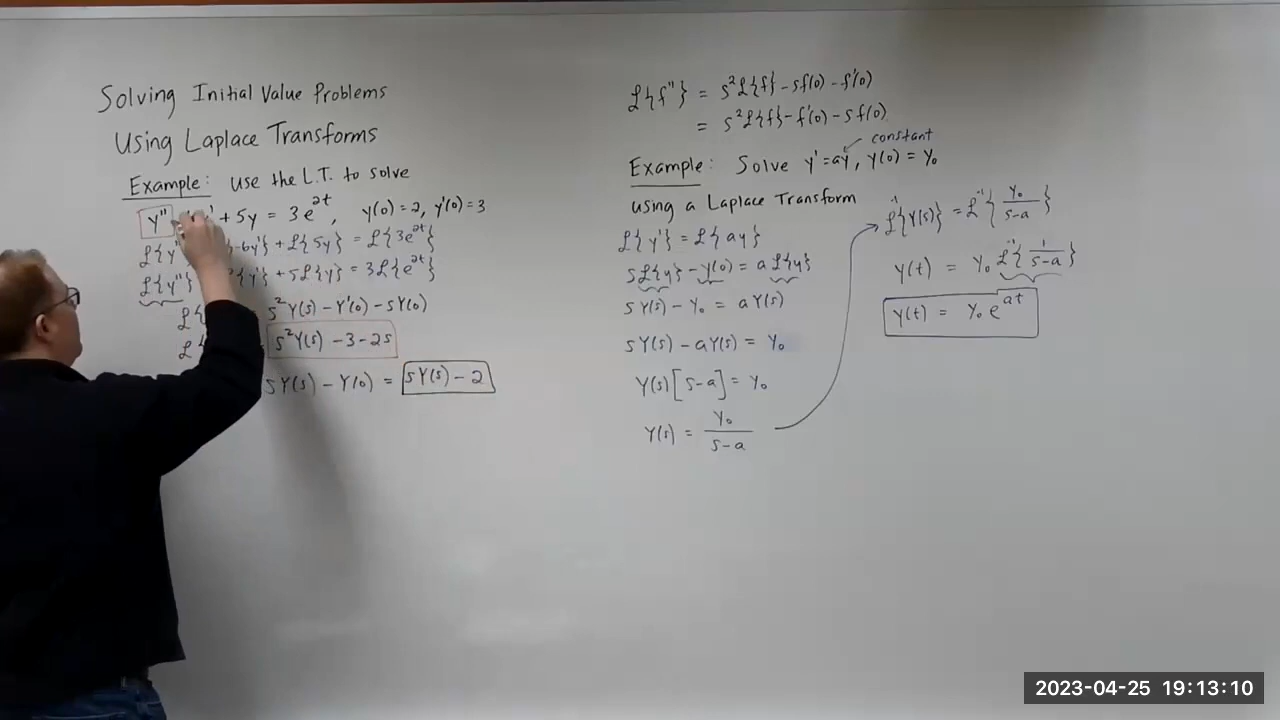 Solving Initial Value Problems
Using Laplace Transforms
Example: Use the L.T. to solve
y'' y' + 5y = 3e^{2t}, y(0) = 2, y'(0) = 3
ℒ{y' -6y'} + ℒ{5y} = ℒ{3e^{2t}}
ℒ{y''} {y'} + 5ℒ{y} = 3ℒ{e^{2t}}
ℒ{ s²Y(s) - y'(0) - sy(0)
ℒ s²Y(s) - 3 - 2s
sY(s) - y(0) = sY(s) - 2
ℒ{f''} = s²ℒ{f} - sf(0) - f'(0)
= s²ℒ{f} - f'(0) - sf(0)
constant
Example: Solve y' = ay, y(0) = y₀
using a Laplace Transform
ℒ{y'} = ℒ{ay}
sℒ{y} - y(0) = aℒ{y}
sY(s) - y₀ = aY(s)
sY(s) - aY(s) = y₀
Y(s)[s-a] = y₀
Y(s) = y₀/(s-a)
ℒ⁻¹{Y(s)} = ℒ⁻¹{y₀/(s-a)}
y(t) = y₀ ℒ⁻¹{1/(s-a)}
y(t) = y₀e^{at}
2023-04-25 19:13:10